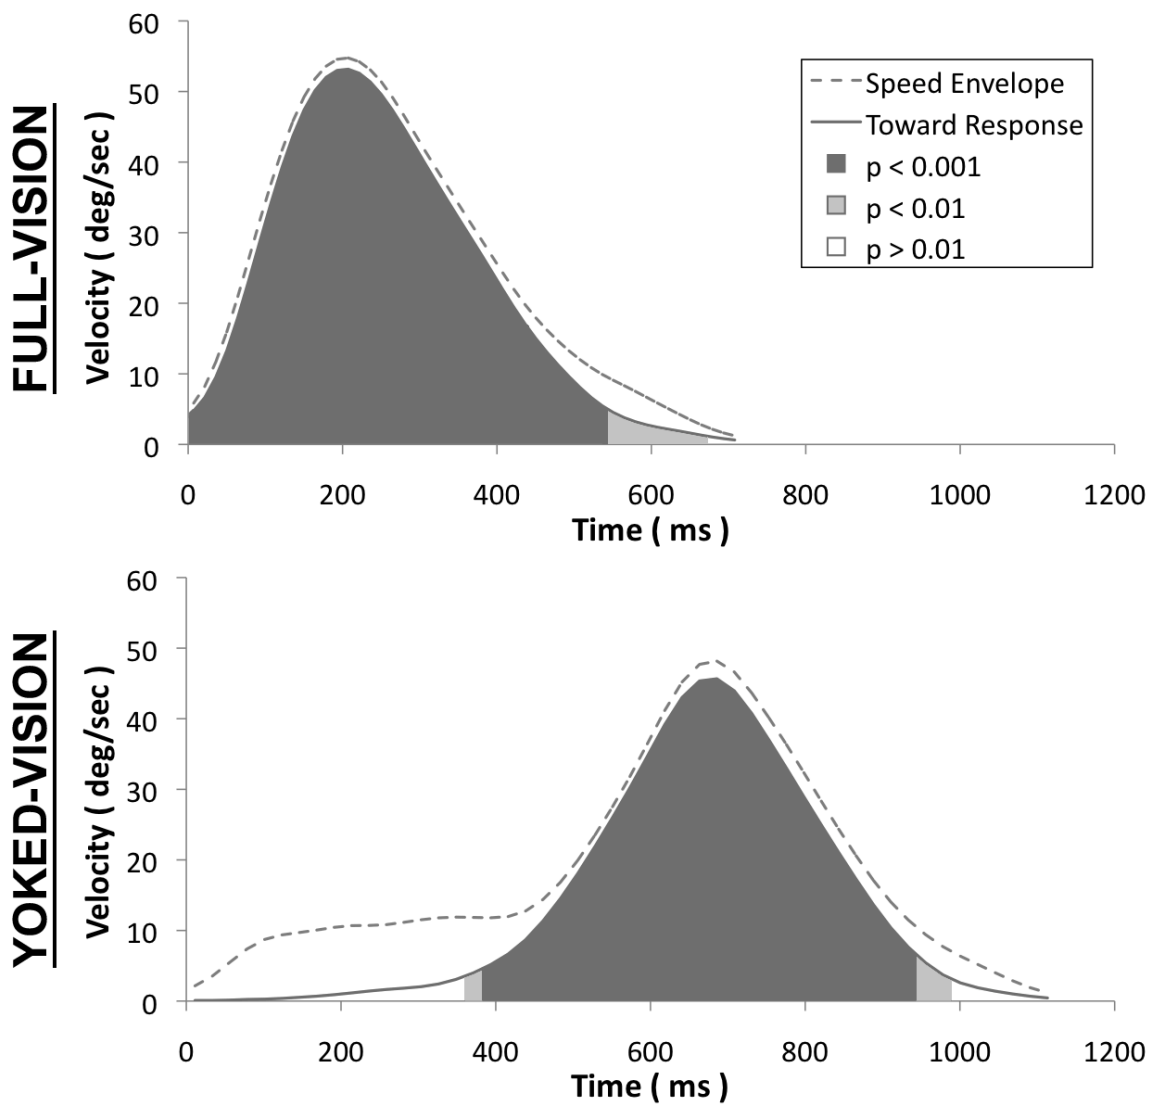 FULL-VISION
Velocity ( deg/sec )
60
50
40
30
20
10
0
0 200 400 600 800 1000 1200
Time ( ms )
Speed Envelope
Toward Response
p < 0.001
p < 0.01
p > 0.01
YOKED-VISION
Velocity ( deg/sec )
60
50
40
30
20
10
0
0 200 400 600 800 1000 1200
Time ( ms )